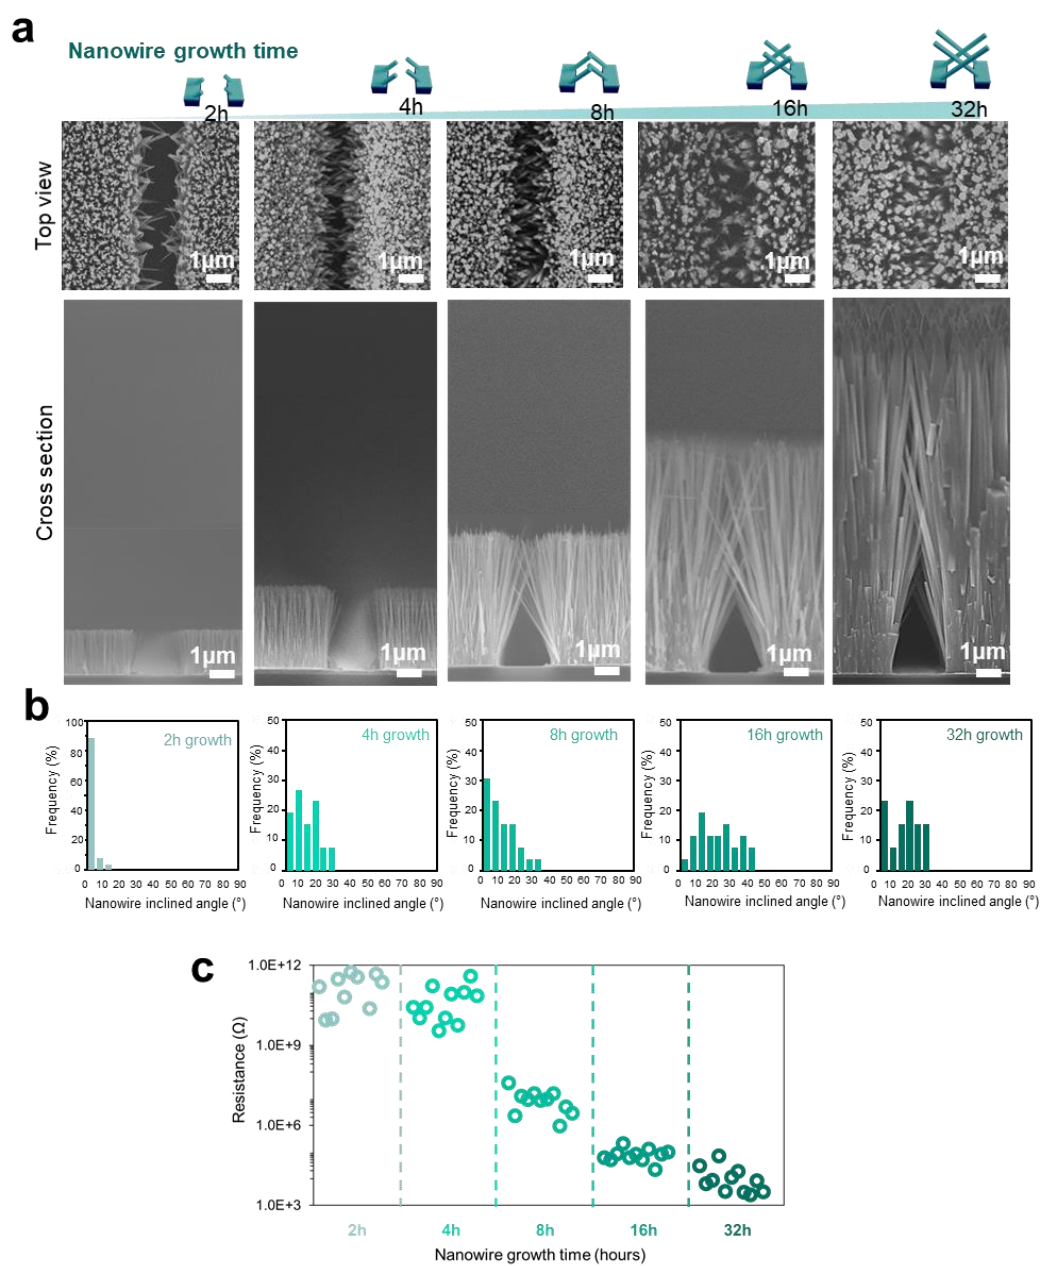 a
Nanowire growth time
2h
4h
8h
16h
32h
Top view
1μm
1μm
1μm
1μm
1μm
Cross section
1μm
1μm
1μm
1μm
1μm
b
100
80
60
40
20
0
Frequency (%)
2h growth
0 10 20 30 40 50 60 70 80 90
Nanowire inclined angle (°)
50
40
30
20
10
0
Frequency (%)
4h growth
0 10 20 30 40 50 60 70 80 90
Nanowire inclined angle (°)
50
40
30
20
10
0
Frequency (%)
8h growth
0 10 20 30 40 50 60 70 80 90
Nanowire inclined angle (°)
50
40
30
20
10
0
Frequency (%)
16h growth
0 10 20 30 40 50 60 70 80 90
Nanowire inclined angle (°)
50
40
30
20
10
0
Frequency (%)
32h growth
0 10 20 30 40 50 60 70 80 90
Nanowire inclined angle (°)
c
1.0E+12
1.0E+9
1.0E+6
1.0E+3
Resistance (Ω)
2h
4h
8h
16h
32h
Nanowire growth time (hours)